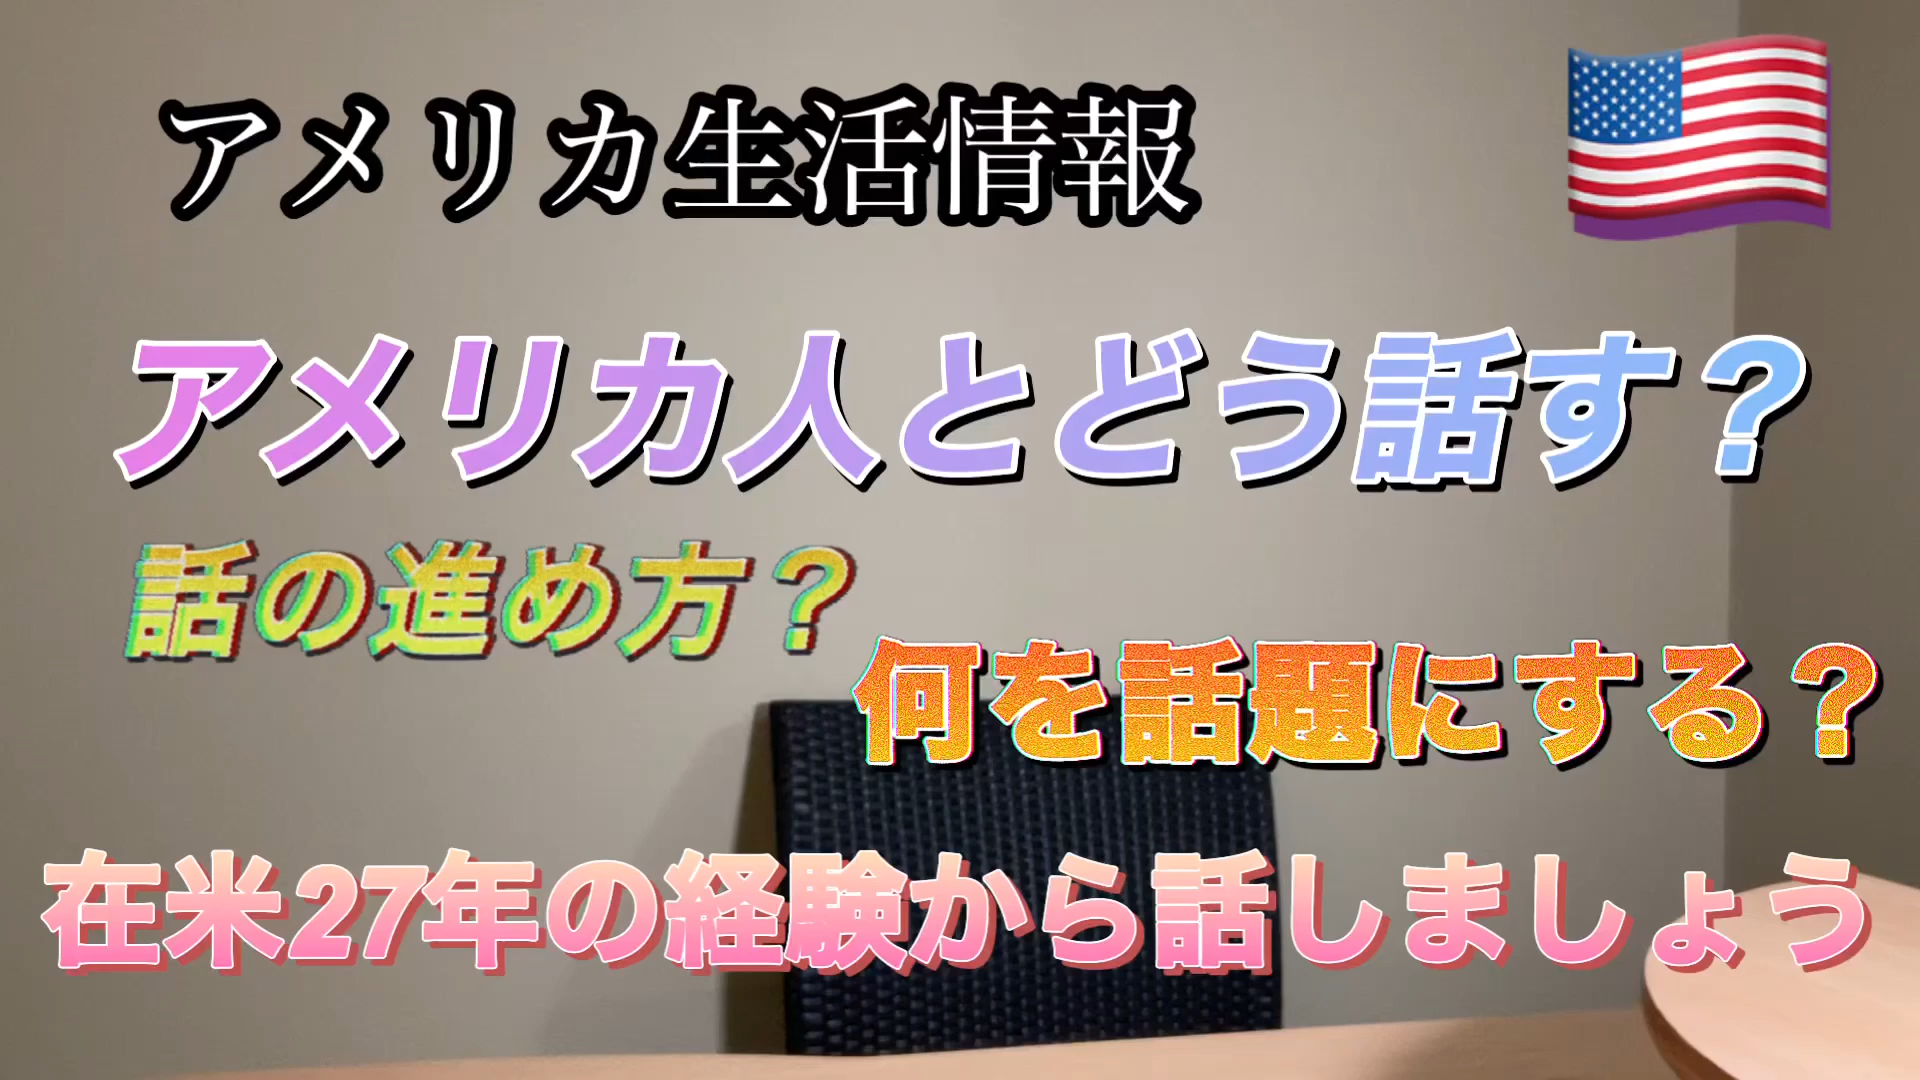 アメリカ生活情報
アメリカ人とどう話す？
話の進め方？
何を話題にする？
在米27年の経験から話しましょう